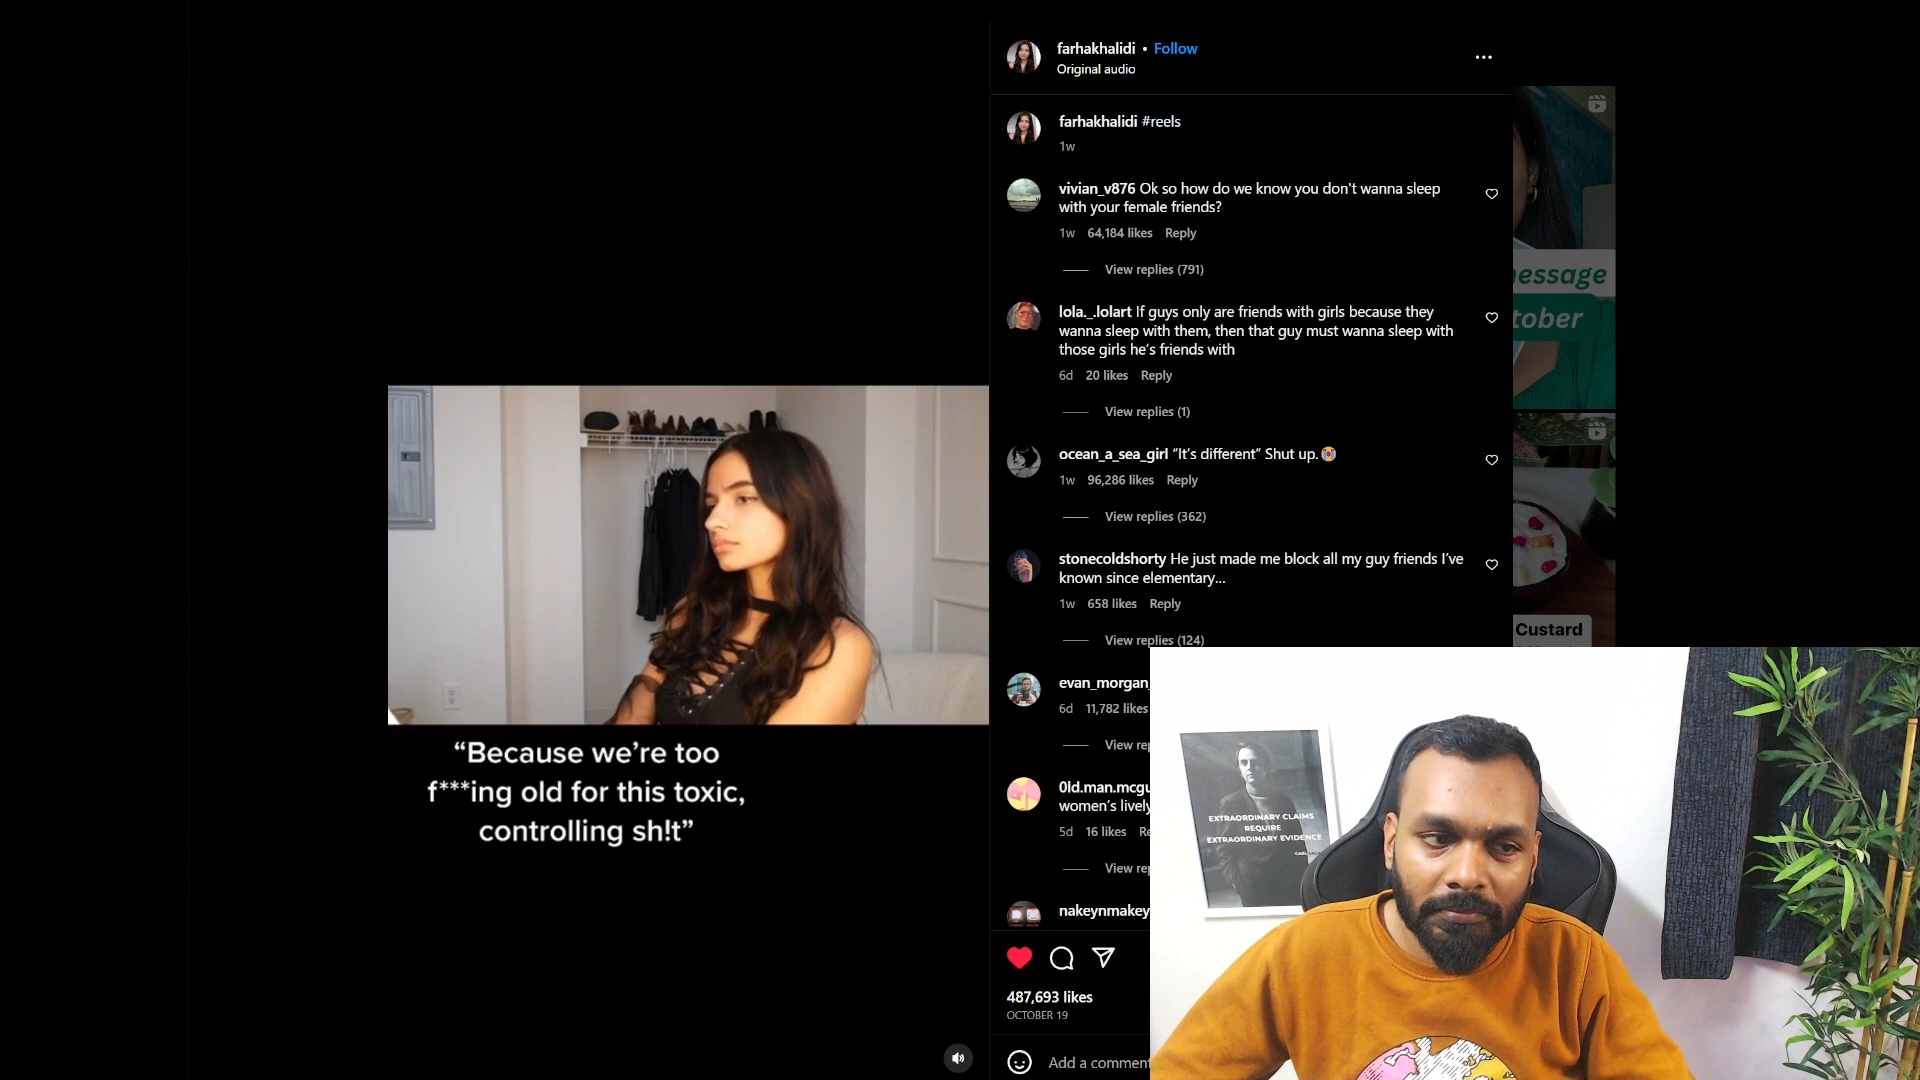 farhakhalidi • Follow
Original audio
farhakhalidi #reels
1w
vivian_v876 Ok so how do we know you don't wanna sleep
with your female friends?
1w 64,184 likes Reply
View replies (791)
lola._.lolart If guys only are friends with girls because they
wanna sleep with them, then that guy must wanna sleep with
those girls he's friends with
6d 20 likes Reply
View replies (1)
ocean_a_sea_girl "It's different" Shut up.
1w 96,286 likes Reply
View replies (362)
stonecoldshorty He just made me block all my guy friends I've
known since elementary...
1w 658 likes Reply
View replies (124)
evan_morgan_
6d 11,782 likes
View re
0ld.man.mcgu
women's lively
5d 16 likes Re
View re
nakeynmakey
487,693 likes
OCTOBER 19
Add a comment
"Because we're too
f***ing old for this toxic,
controlling sh!t"
message
tober
Custard
EXTRAORDINARY CLAIMS
REQUIRE
EXTRAORDINARY EVIDENCE